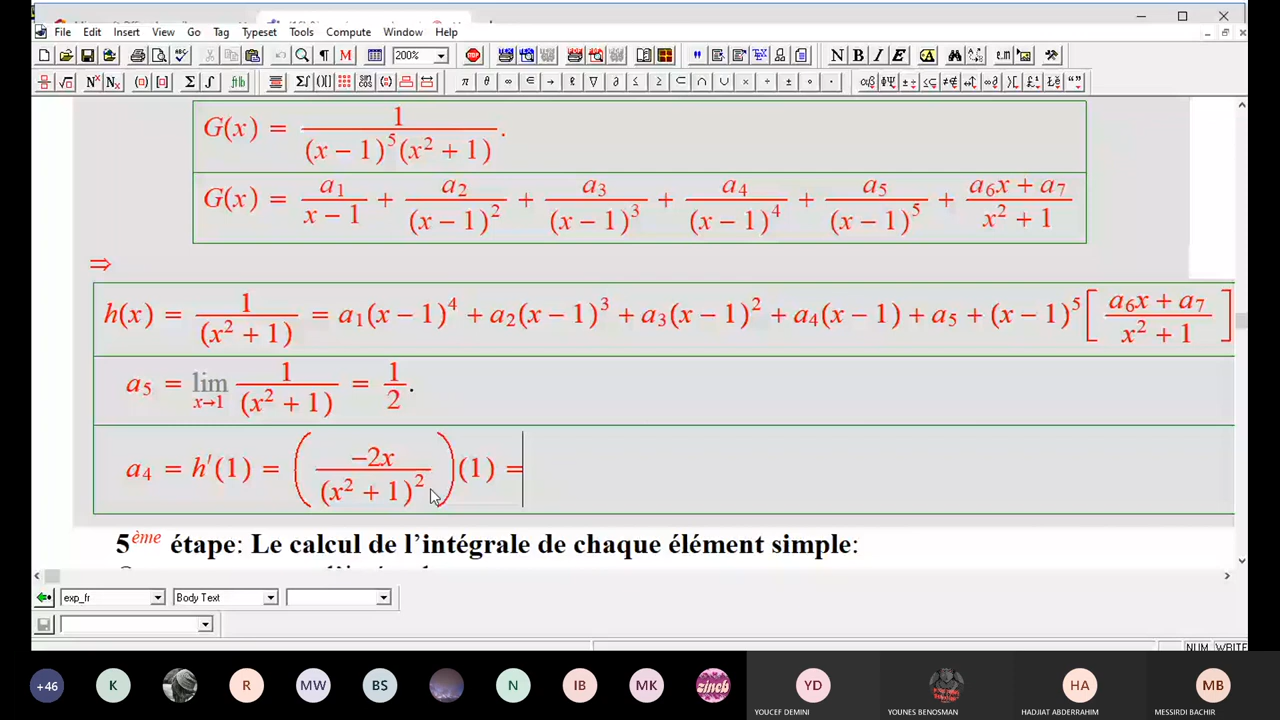 File Edit Insert View Go Tag Typeset Tools Compute Window Help
200%
G(x) = 1 / ((x − 1)^5 (x^2 + 1)).
G(x) = a_1 / (x − 1) + a_2 / (x − 1)^2 + a_3 / (x − 1)^3 + a_4 / (x − 1)^4 + a_5 / (x − 1)^5 + (a_6x + a_7) / (x^2 + 1)
⇒
h(x) = 1 / (x^2 + 1) = a_1(x − 1)^4 + a_2(x − 1)^3 + a_3(x − 1)^2 + a_4(x − 1) + a_5 + (x − 1)^5 [ (a_6x + a_7) / (x^2 + 1) ]
a_5 = lim x→1 1 / (x^2 + 1) = 1/2.
a_4 = h′(1) = ( −2x / (x^2 + 1)^2 ) (1) =
5ème étape: Le calcul de l’intégrale de chaque élément simple:
exp_fr Body Text
NUM WRITE
+46 K R MW BS N IB MK zineb YD YB HA MB
YOUCEF DEMINI YOUNES BENOSMAN HADJIAT ABDERRAHIM MESSIRDI BACHIR